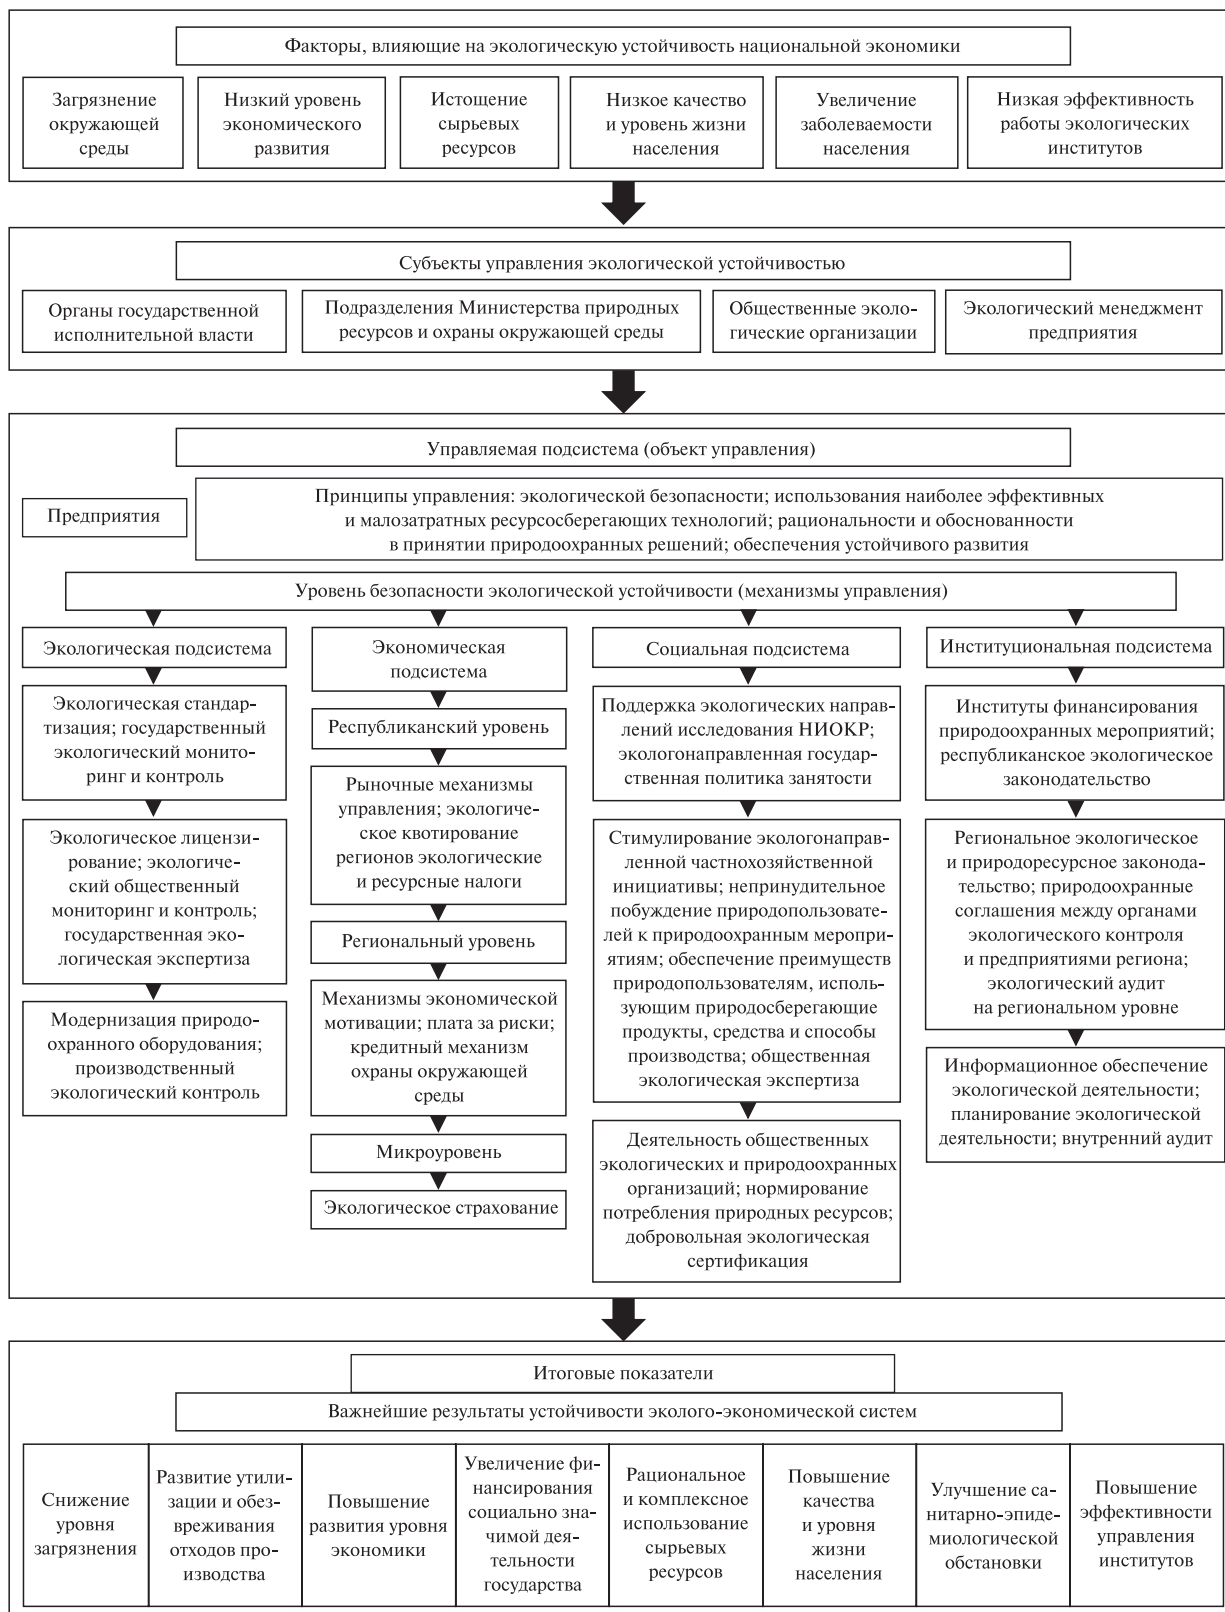 Факторы, влияющие на экологическую устойчивость национальной экономики
Загрязнение
окружающей
среды
Низкий уровень
экономического
развития
Истощение
сырьевых
ресурсов
Низкое качество
и уровень жизни
населения
Увеличение
заболеваемости
населения
Низкая эффективность
работы экологических
институтов
Субъекты управления экологической устойчивостью
Органы государственной
исполнительной власти
Подразделения Министерства природных
ресурсов и охраны окружающей среды
Общественные эколо-
гические организации
Экологический менеджмент
предприятия
Управляемая подсистема (объект управления)
Предприятия
Принципы управления: экологической безопасности; использования наиболее эффективных
и малозатратных ресурсосберегающих технологий; рациональности и обоснованности
в принятии природоохранных решений; обеспечения устойчивого развития
Уровень безопасности экологической устойчивости (механизмы управления)
Экологическая подсистема
Экологическая стандар-
тизация; государственный
экологический монито-
ринг и контроль
Экологическое лицензи-
рование; экологиче-
ский общественный
мониторинг и контроль;
государственная эко-
логическая экспертиза
Модернизация природо-
охранного оборудования;
производственный
экологический контроль
Экономическая
подсистема
Республиканский уровень
Рыночные механизмы
управления; экологиче-
ское квотирование
регионов экологические
и ресурсные налоги
Региональный уровень
Механизмы экономической
мотивации; плата за риски;
кредитный механизм
охраны окружающей
среды
Микроуровень
Экологическое страхование
Социальная подсистема
Поддержка экологических направ-
лений исследования НИОКР;
экологонаправленная государ-
ственная политика занятости
Стимулирование экологонаправ-
ленной частнохозяйственной
инициативы; непринудительное
побуждение природопользовате-
лей к природоохранным меропри-
ятиям; обеспечение преимуществ
природопользователям, исполь-
зующим природосберегающие
продукты, средства и способы
производства; общественная
экологическая экспертиза
Деятельность общественных
экологических и природоохранных
организаций; нормирование
потребления природных ресурсов;
добровольная экологическая
сертификация
Институциональная подсистема
Институты финансирования
природоохранных мероприятий;
республиканское экологическое
законодательство
Региональное экологическое
и природоресурсное законода-
тельство; природоохранные
соглашения между органами
экологического контроля
и предприятиями региона;
экологический аудит
на региональном уровне
Информационное обеспечение
экологической деятельности;
планирование экологической
деятельности; внутренний аудит
Итоговые показатели
Важнейшие результаты устойчивости эколого-экономической систем
Снижение
уровня
загрязнения
Развитие утили-
зации и обез-
вреживания
отходов про-
изводства
Повышение
развития уровня
экономики
Увеличение фи-
нансирования
социально зна-
чимой дея-
тельности
государства
Рациональное
и комплексное
использование
сырьевых
ресурсов
Повышение
качества
и уровня
жизни
населения
Улучшение са-
нитарно-эпиде-
миологической
обстановки
Повышение
эффективности
управления
институтов